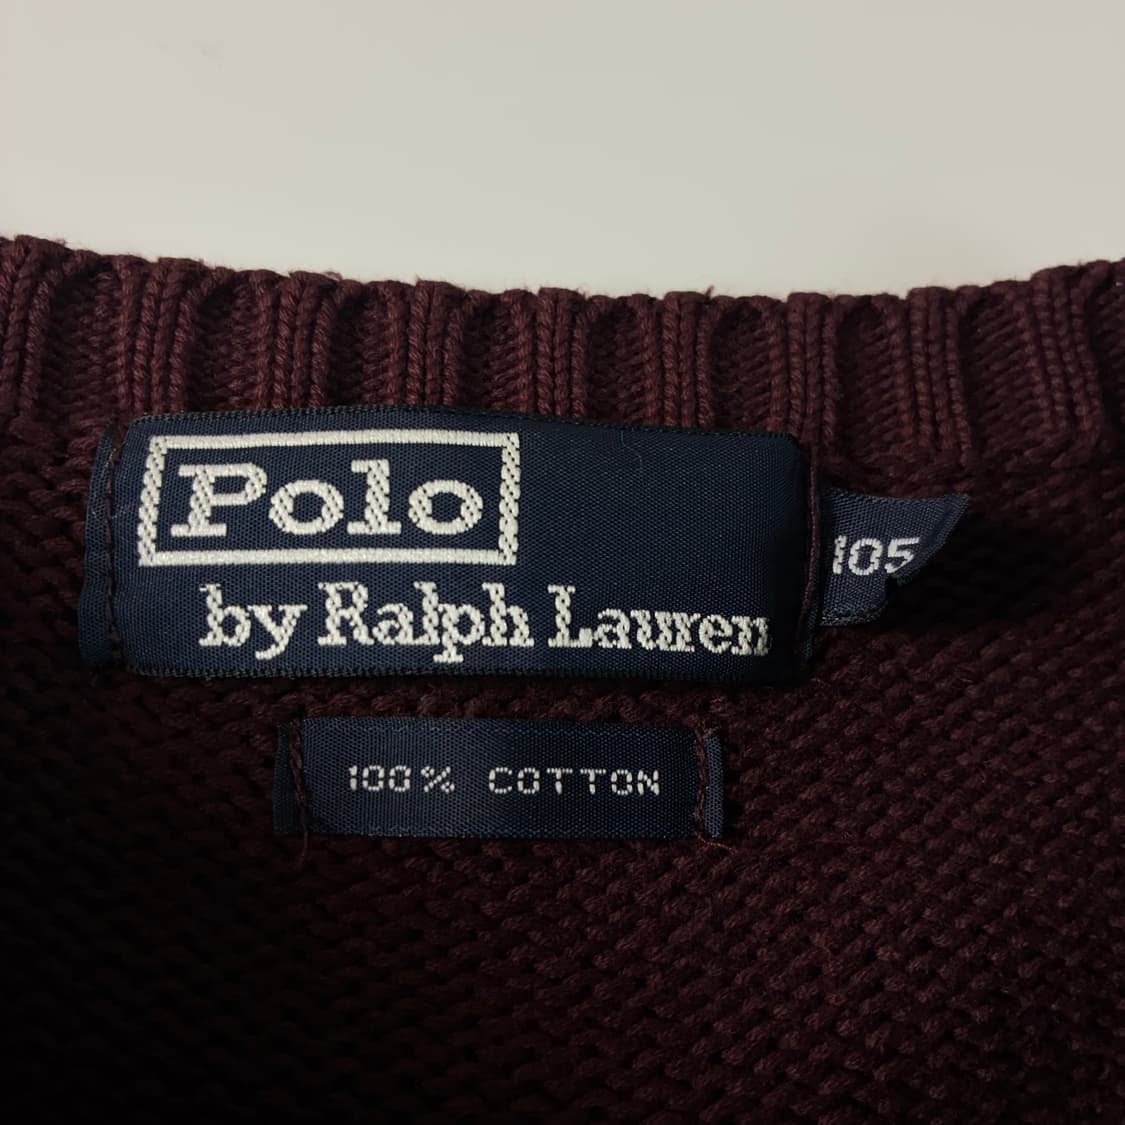 Polo
by Ralph Lauren
105
100% COTTON